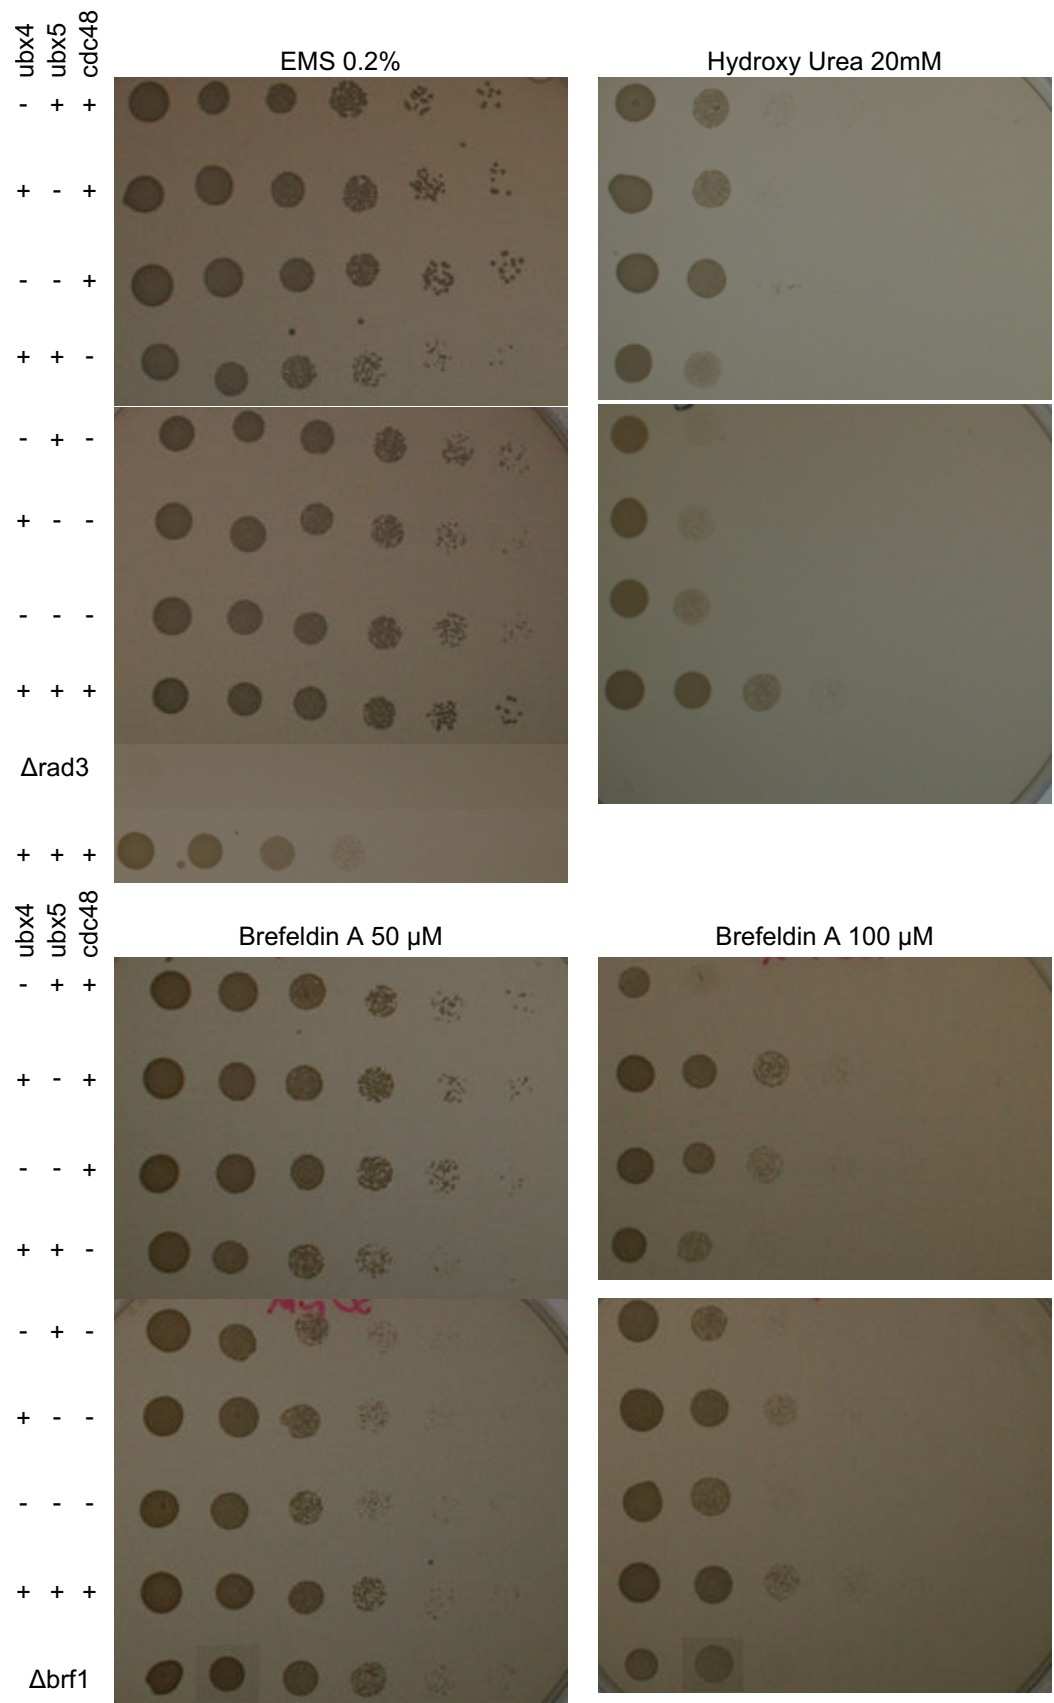 ubx4 ubx5 cdc48
EMS 0.2%
Hydroxy Urea 20mM
- + +
+ - +
- - +
+ + -
- + -
+ - -
- - -
+ + +
Δrad3
+ + +
ubx4 ubx5 cdc48
Brefeldin A 50 µM
Brefeldin A 100 µM
- + +
+ - +
- - +
+ + -
- + -
+ - -
- - -
+ + +
Δbrf1